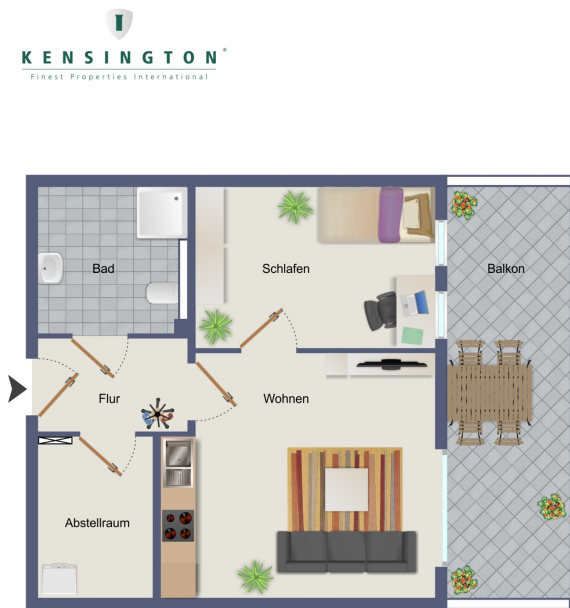 KENSINGTON®
Finest Properties International
Bad
Schlafen
Balkon
Flur
Wohnen
Abstellraum